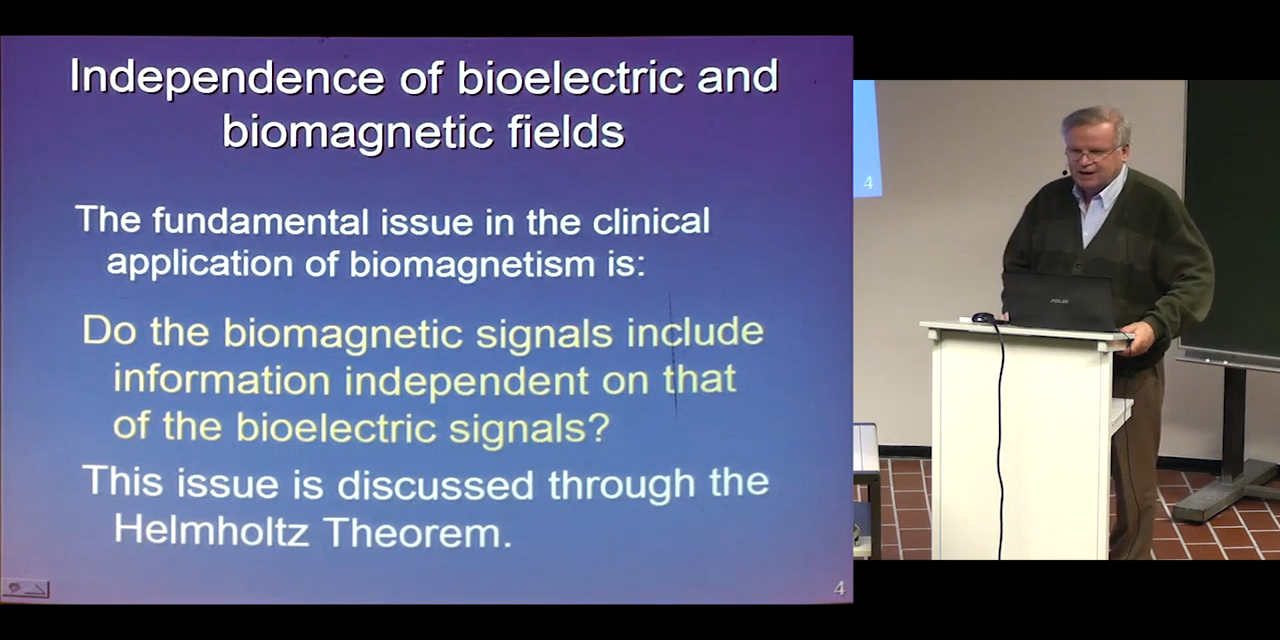 Independence of bioelectric and
biomagnetic fields
The fundamental issue in the clinical
application of biomagnetism is:
Do the biomagnetic signals include
information independent on that
of the bioelectric signals?
This issue is discussed through the
Helmholtz Theorem.
4
4
ASUS